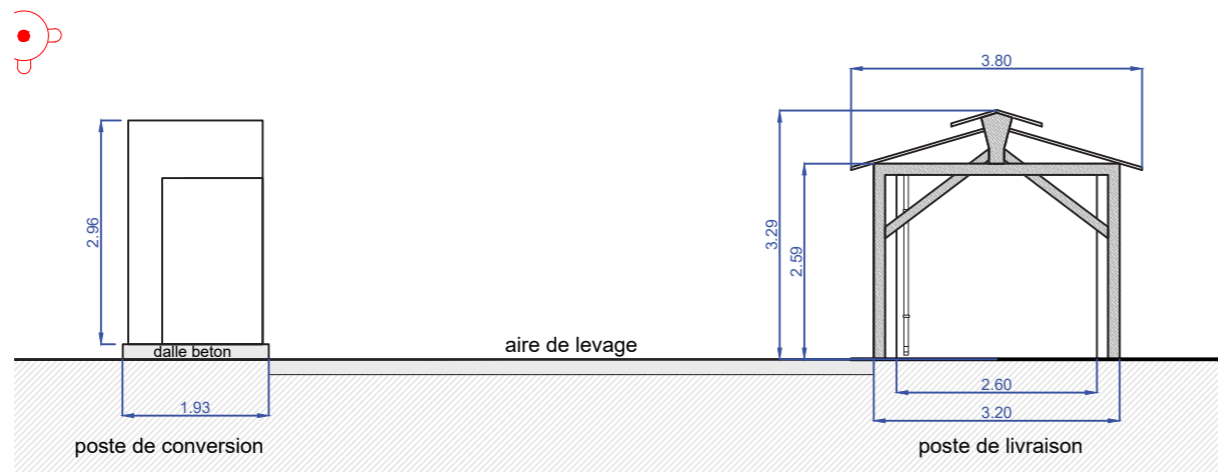 3.80
2.96
3.29
2.59
dalle beton
aire de levage
2.60
1.93
3.20
poste de conversion
poste de livraison